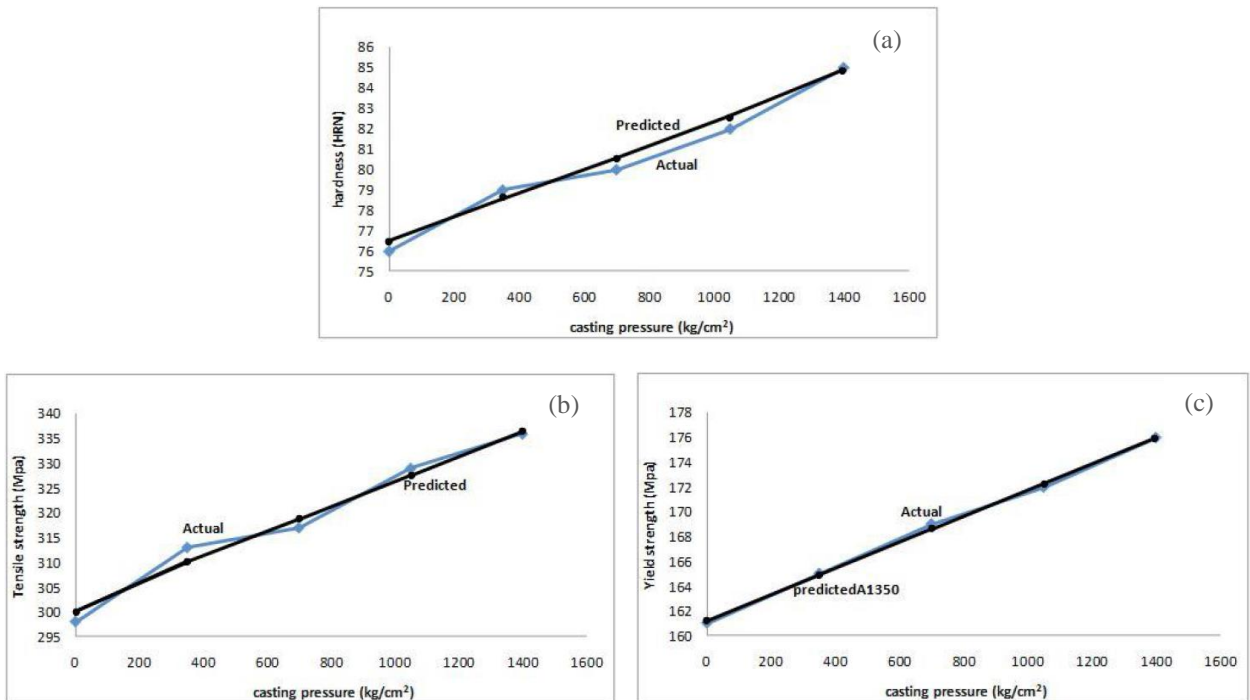 (a)
86
85
84
83
82
81
80
79
78
77
76
75
hardness (HRN)
Predicted
Actual
0 200 400 600 800 1000 1200 1400 1600
casting pressure (kg/cm²)
(b)
340
335
330
325
320
315
310
305
300
295
Tensile strength (Mpa)
Actual
Predicted
0 200 400 600 800 1000 1200 1400 1600
casting pressure (kg/cm²)
(c)
178
176
174
172
170
168
166
164
162
160
Yield strength (Mpa)
Actual
predictedA1350
0 200 400 600 800 1000 1200 1400 1600
casting pressure (kg/cm²)